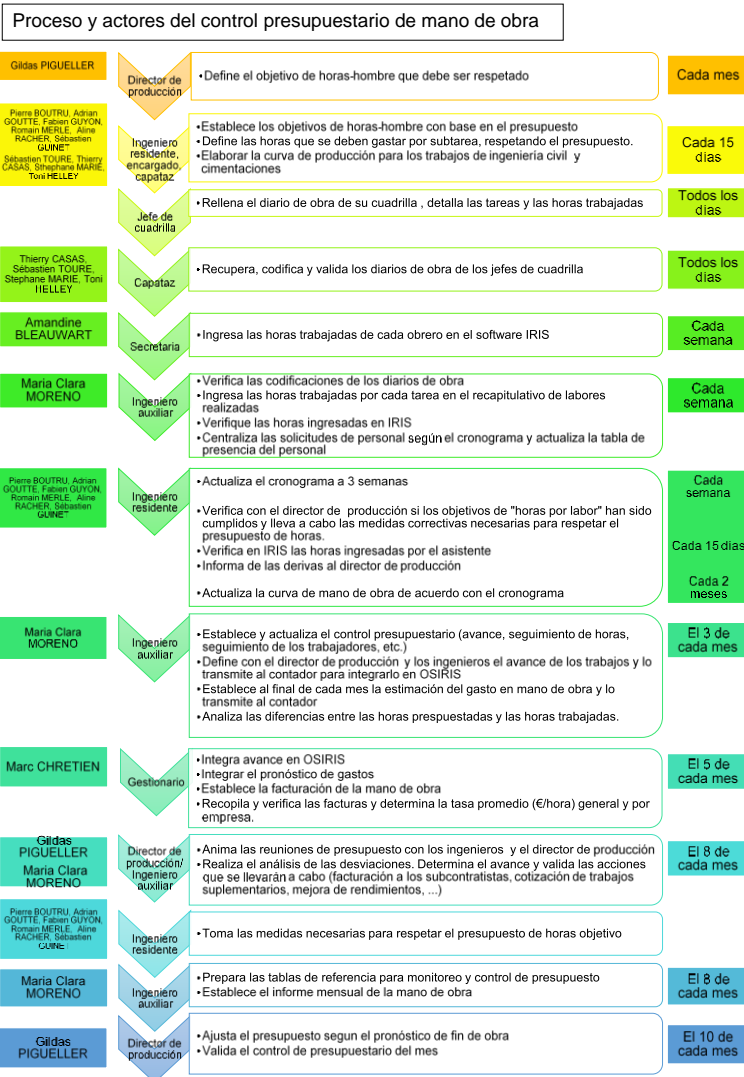 Proceso y actores del control presupuestario de mano de obra
Gildas PIGUELLER
Director de
producción
•Define el objetivo de horas-hombre que debe ser respetado
Cada mes
Pierre BOUTRU, Adrian
GOUTTE, Fabien GUYON,
Romain MERLE, Aline
RACHER, Sébastien
GUINET
Sébastien TOURE, Thierry
CASAS, Sthephane MARIE,
Toni HELLEY
Ingeniero
residente,
encargado,
capataz
•Establece los objetivos de horas-hombre con base en el presupuesto
•Define las horas que se deben gastar por subtarea, respetando el presupuesto.
•Elaborar la curva de producción para los trabajos de ingeniería civil y
cimentaciones
Cada 15
dias
Jefe de
cuadrilla
•Rellena el diario de obra de su cuadrilla , detalla las tareas y las horas trabajadas
Todos los
dias
Thierry CASAS,
Sébastien TOURE,
Stephane MARIE, Toni
HELLEY
Capataz
•Recupera, codifica y valida los diarios de obra de los jefes de cuadrilla
Todos los
dias
Amandine
BLEAUWART
Secretaria
•Ingresa las horas trabajadas de cada obrero en el software IRIS
Cada
semana
Maria Clara
MORENO
Ingeniero
auxiliar
•Verifica las codificaciones de los diarios de obra
•Ingresa las horas trabajadas por cada tarea en el recapitulativo de labores
realizadas
•Verifique las horas ingresadas en IRIS
•Centraliza las solicitudes de personal según el cronograma y actualiza la tabla de
presencia del personal
Cada
semana
Pierre BOUTRU, Adrian
GOUTTE, Fabien GUYON,
Romain MERLE, Aline
RACHER, Sébastien
GUINET
Ingeniero
residente
•Actualiza el cronograma a 3 semanas
•Verifica con el director de producción si los objetivos de "horas por labor" han sido
cumplidos y lleva a cabo las medidas correctivas necesarias para respetar el
presupuesto de horas.
•Verifica en IRIS las horas ingresadas por el asistente
•Informa de las derivas al director de producción
•Actualiza la curva de mano de obra de acuerdo con el cronograma
Cada
semana
Cada 15 dias
Cada 2
meses
Maria Clara
MORENO
Ingeniero
auxiliar
•Establece y actualiza el control presupuestario (avance, seguimiento de horas,
seguimiento de los trabajadores, etc.)
•Define con el director de producción y los ingenieros el avance de los trabajos y lo
transmite al contador para integrarlo en OSIRIS
•Establece al final de cada mes la estimación del gasto en mano de obra y lo
transmite al contador
•Analiza las diferencias entre las horas prespuestadas y las horas trabajadas.
El 3 de
cada mes
Marc CHRETIEN
Gestionario
•Integra avance en OSIRIS
•Integrar el pronóstico de gastos
•Establece la facturación de la mano de obra
•Recopila y verifica las facturas y determina la tasa promedio (€/hora) general y por
empresa.
El 5 de
cada mes
Gildas
PIGUELLER
Maria Clara
MORENO
Director de
producción/
Ingeniero
auxiliar
•Anima las reuniones de presupuesto con los ingenieros y el director de producción
•Realiza el análisis de las desviaciones. Determina el avance y valida las acciones
que se llevarán a cabo (facturación a los subcontratistas, cotización de trabajos
suplementarios, mejora de rendimientos, ...)
El 8 de
cada mes
Pierre BOUTRU, Adrian
GOUTTE, Fabien GUYON,
Romain MERLE, Aline
RACHER, Sébastien
GUINET
Ingeniero
residente
•Toma las medidas necesarias para respetar el presupuesto de horas objetivo
Maria Clara
MORENO
Ingeniero
auxiliar
•Prepara las tablas de referencia para monitoreo y control de presupuesto
•Establece el informe mensual de la mano de obra
El 8 de
cada mes
Gildas
PIGUELLER
Director de
producción
•Ajusta el presupuesto segun el pronóstico de fin de obra
•Valida el control de presupuestario del mes
El 10 de
cada mes